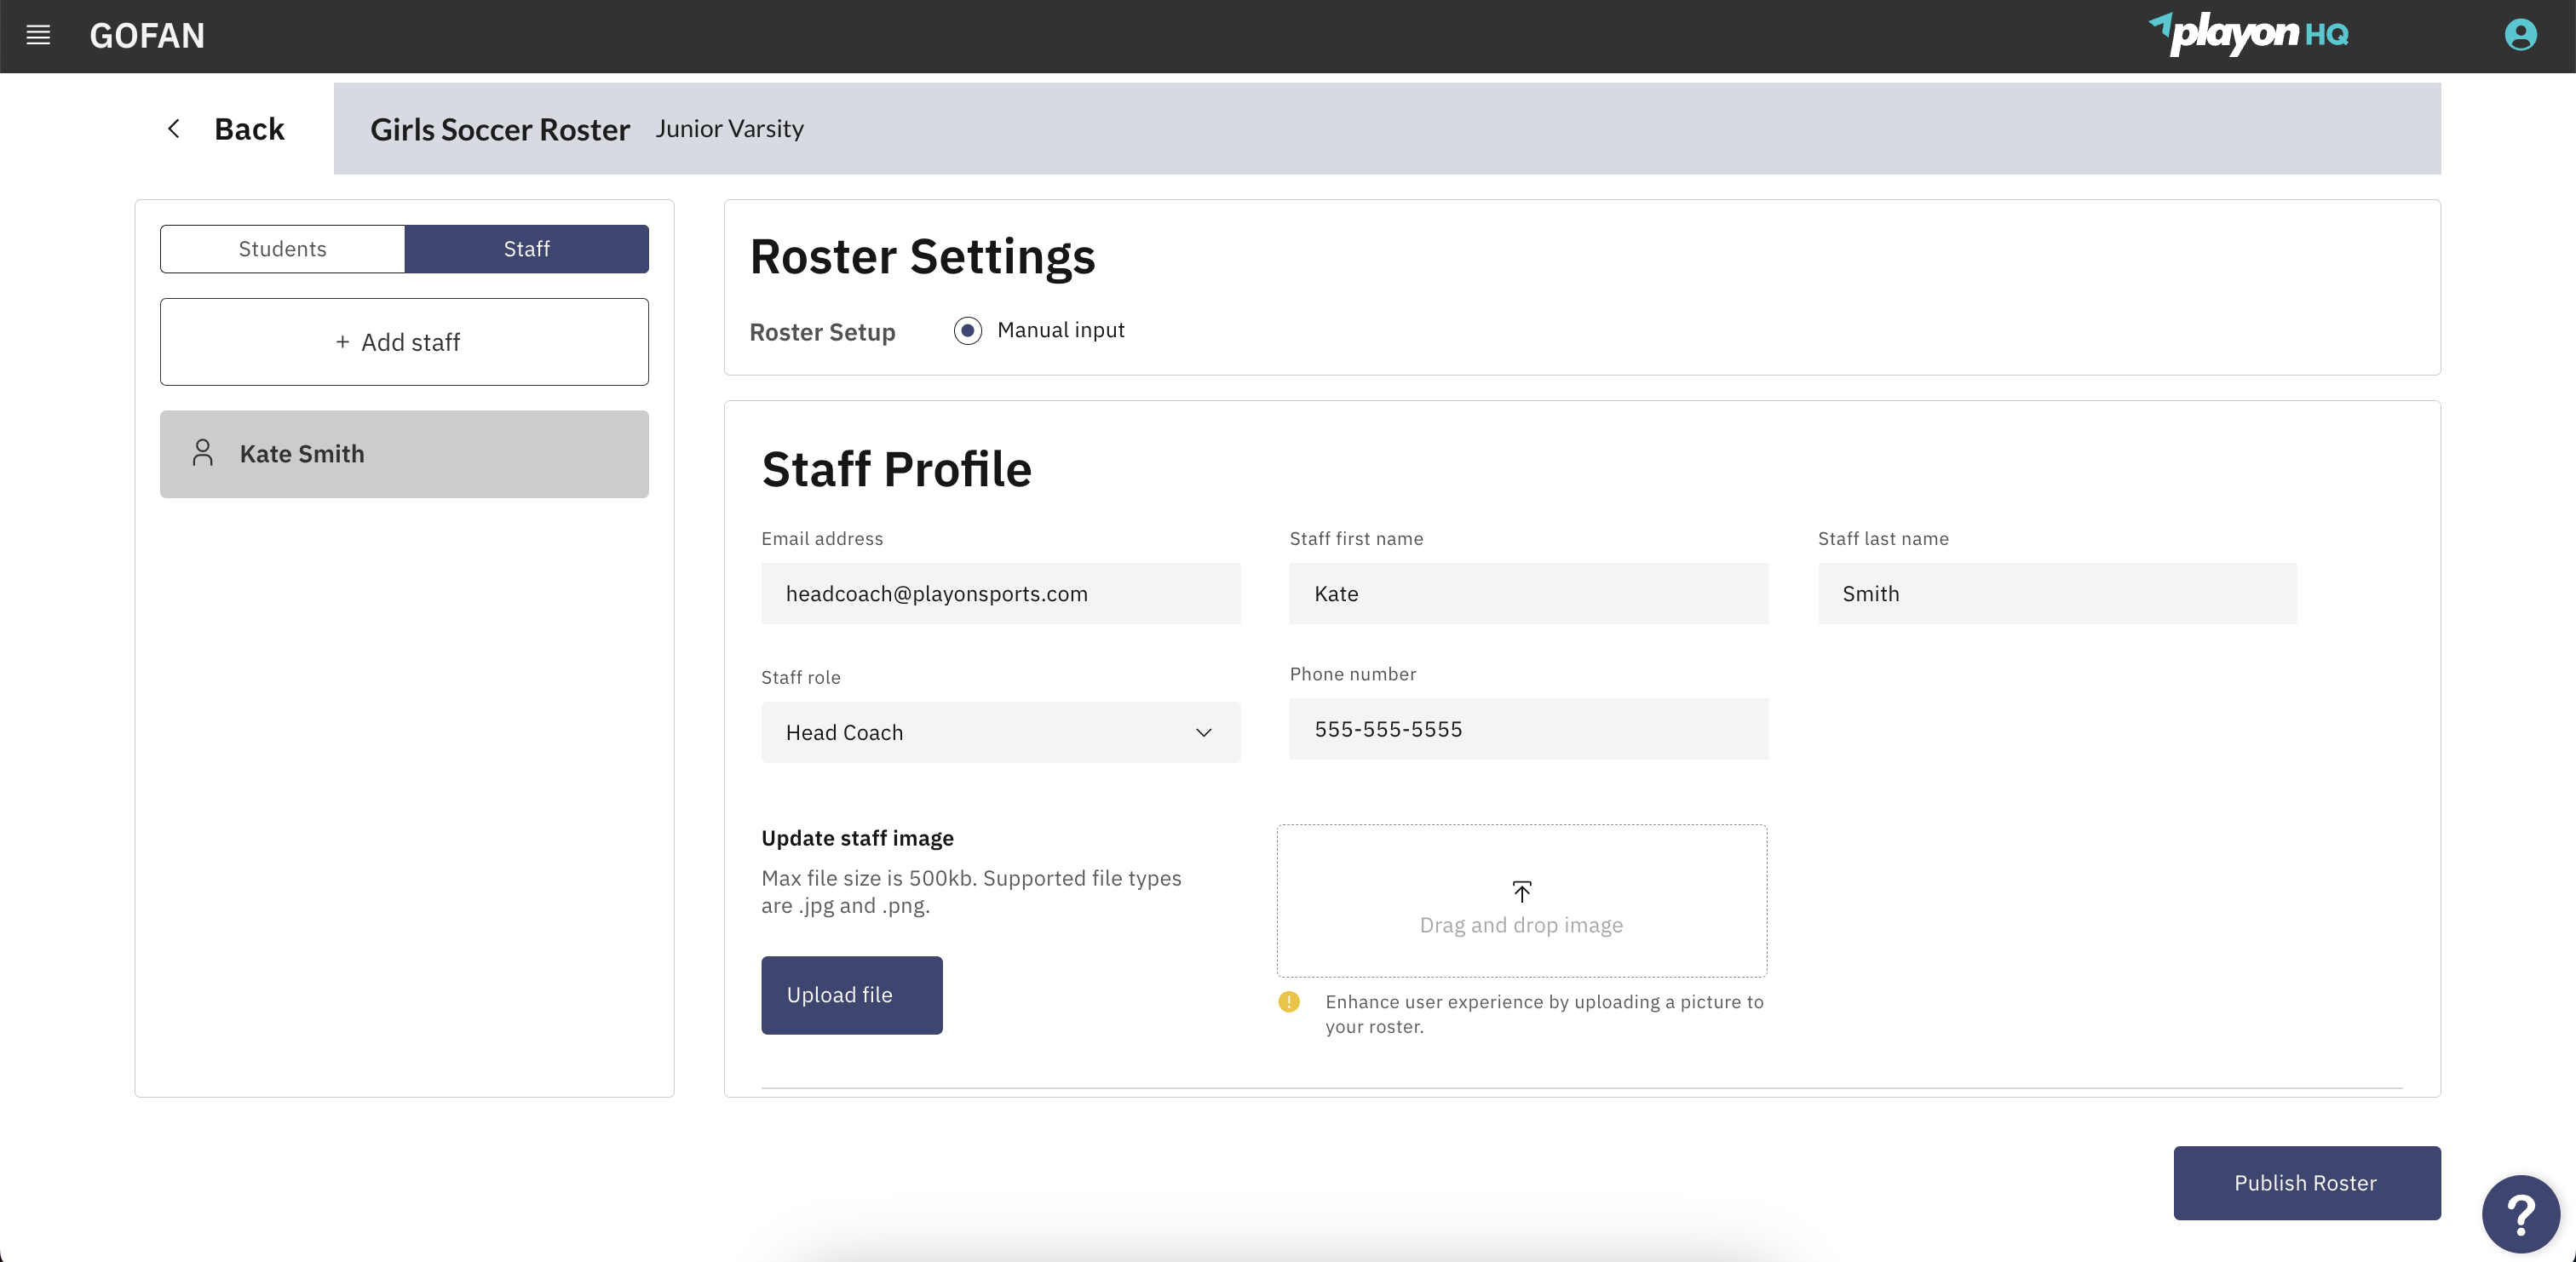 GOFAN
playon HQ
Back
Girls Soccer Roster Junior Varsity
Students Staff
+ Add staff
Kate Smith
Roster Settings
Roster Setup Manual input
Staff Profile
Email address Staff first name Staff last name
headcoach@playonsports.com Kate Smith
Staff role Phone number
Head Coach 555-555-5555
Update staff image
Max file size is 500kb. Supported file types
are .jpg and .png.
Upload file
Drag and drop image
! Enhance user experience by uploading a picture to
your roster.
Publish Roster
?